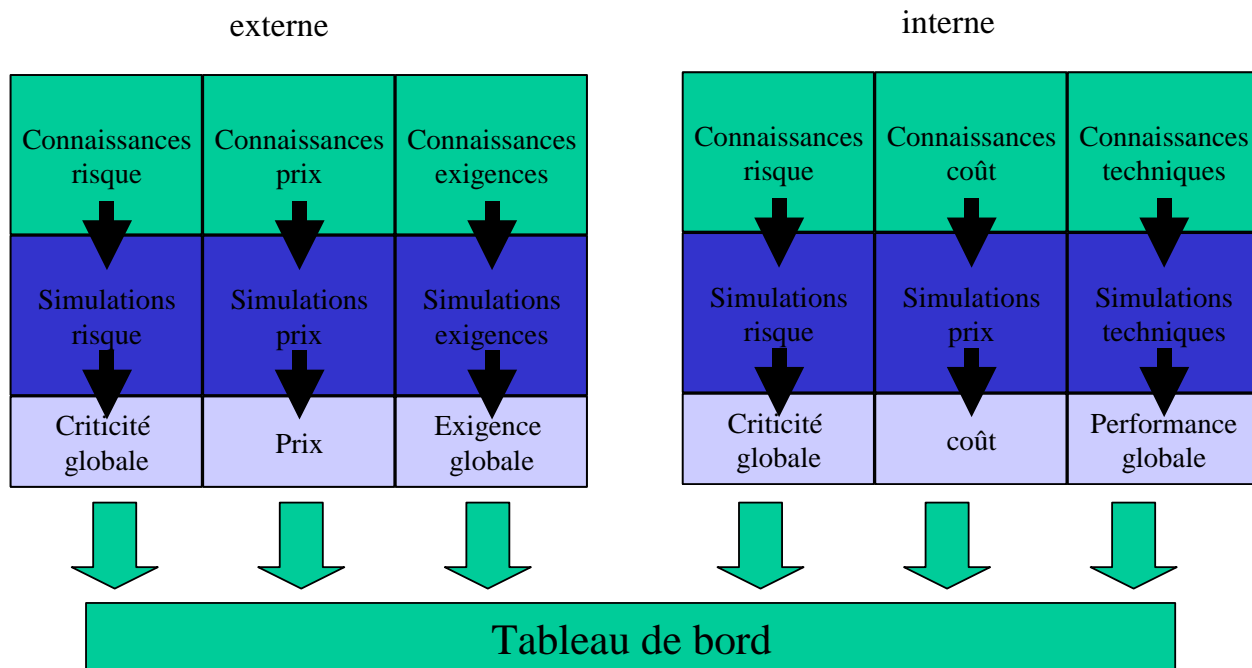 externe
interne
Connaissances
risque
Connaissances
prix
Connaissances
exigences
Connaissances
risque
Connaissances
coût
Connaissances
techniques
Simulations
risque
Simulations
prix
Simulations
exigences
Simulations
risque
Simulations
prix
Simulations
techniques
Criticité
globale
Prix
Exigence
globale
Criticité
globale
coût
Performance
globale
Tableau de bord